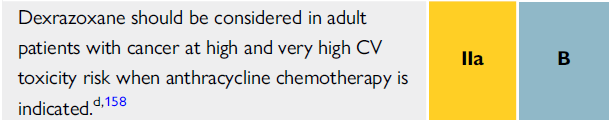 Dexrazoxane should be considered in adult
patients with cancer at high and very high CV
toxicity risk when anthracycline chemotherapy is
indicated.d,158
IIa
B